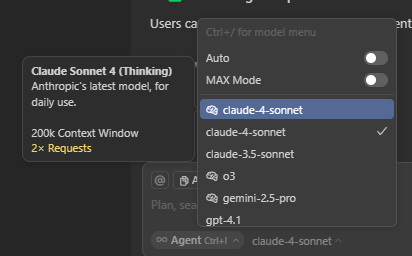 Users ca
Ctrl+/ for model menu
Auto
MAX Mode
Claude Sonnet 4 (Thinking)
Anthropic's latest model, for
daily use.
200k Context Window
2× Requests
claude-4-sonnet
claude-4-sonnet
claude-3.5-sonnet
o3
gemini-2.5-pro
gpt-4.1
@
Plan, sea
Agent Ctrl+I
claude-4-sonnet